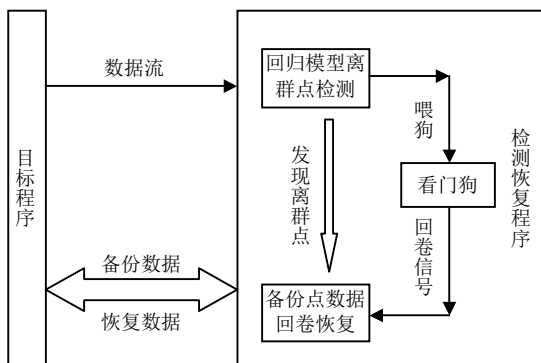 目标程序
数据流
回归模型离
群点检测
喂狗
发现离群点
看门狗
检测恢复程序
回卷信号
备份数据
恢复数据
备份点数据
回卷恢复